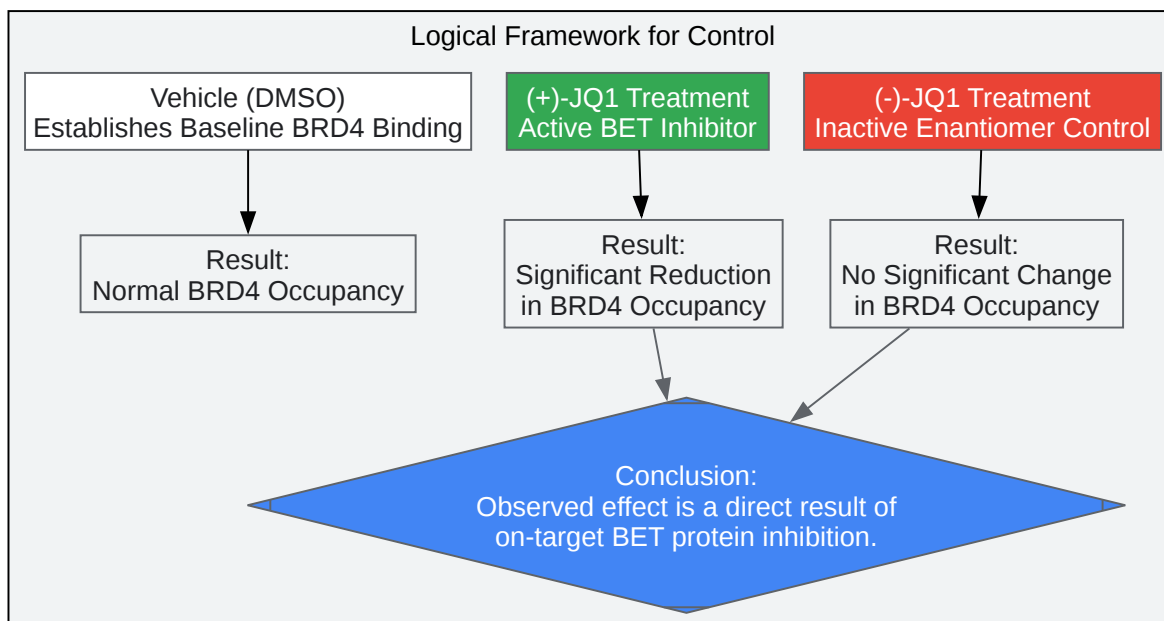 Logical Framework for Control
Vehicle (DMSO)
Establishes Baseline BRD4 Binding
(+)-JQ1 Treatment
Active BET Inhibitor
(-)-JQ1 Treatment
Inactive Enantiomer Control
Result:
Normal BRD4 Occupancy
Result:
Significant Reduction
in BRD4 Occupancy
Result:
No Significant Change
in BRD4 Occupancy
Conclusion:
Observed effect is a direct result of
on-target BET protein inhibition.